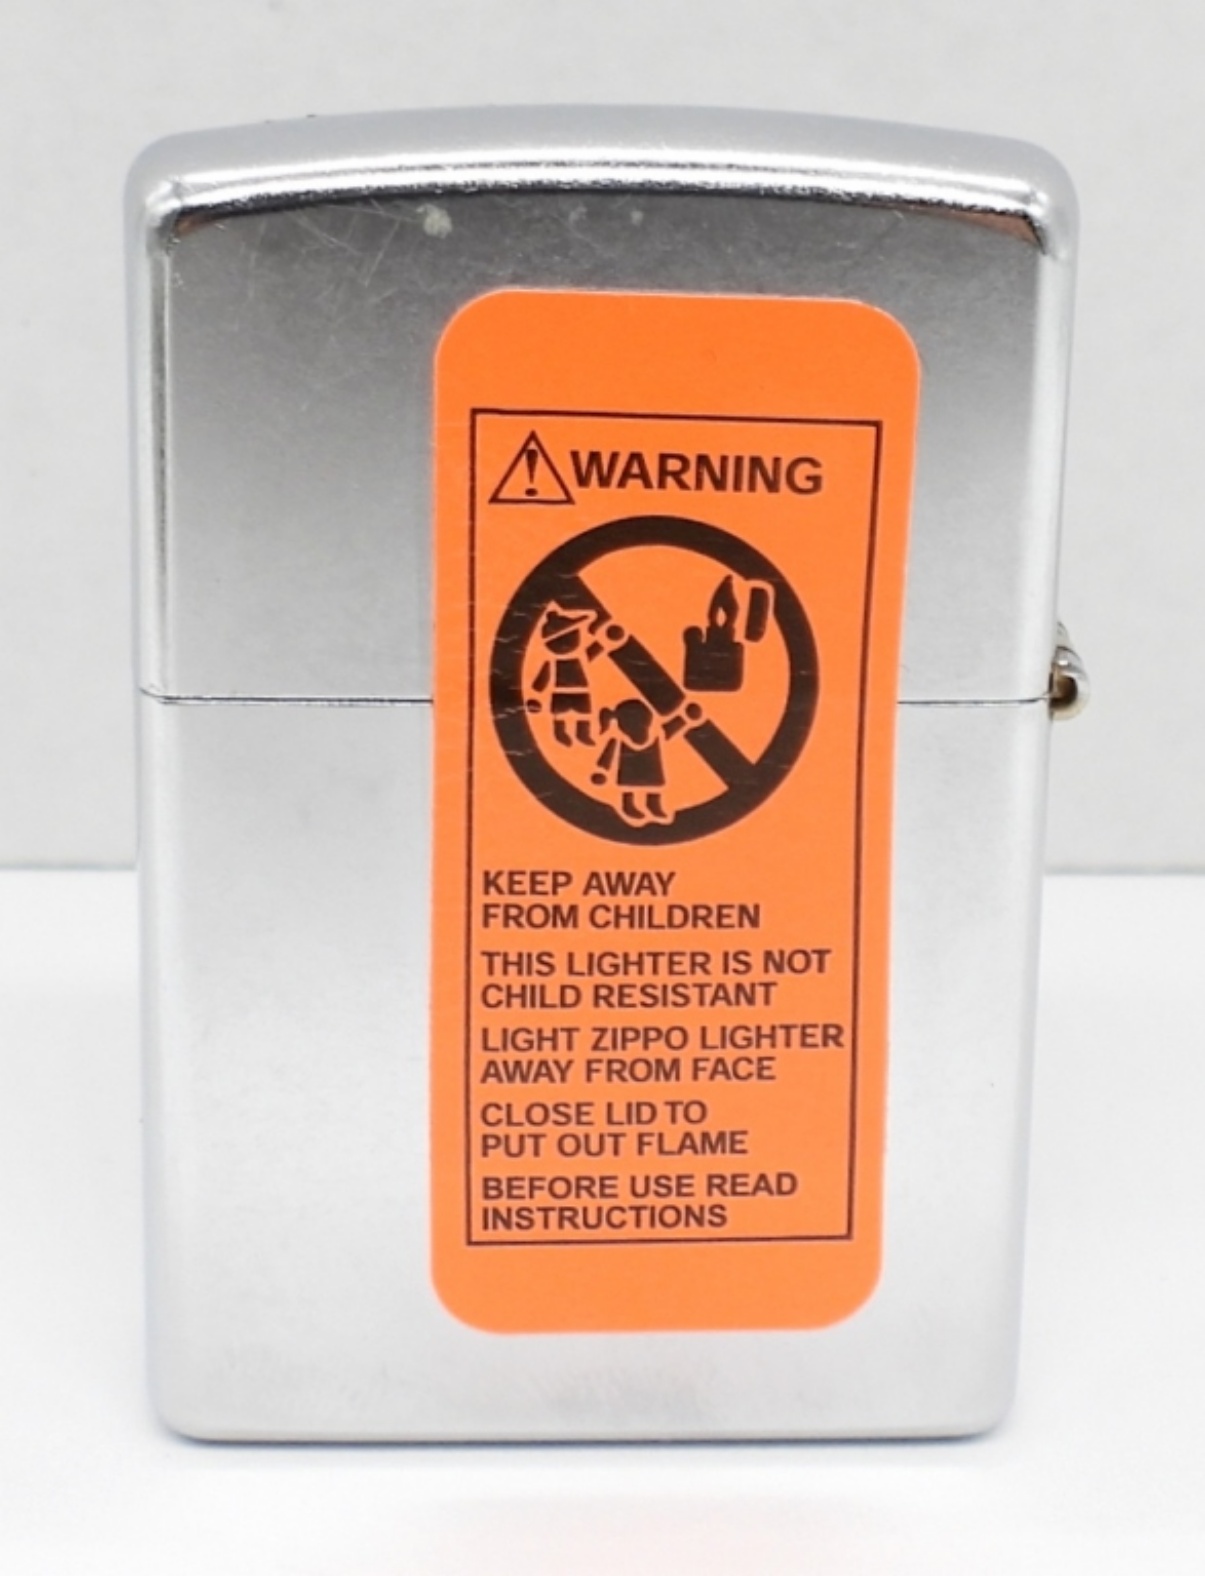 WARNING
KEEP AWAY
FROM CHILDREN
THIS LIGHTER IS NOT
CHILD RESISTANT
LIGHT ZIPPO LIGHTER
AWAY FROM FACE
CLOSE LID TO
PUT OUT FLAME
BEFORE USE READ
INSTRUCTIONS